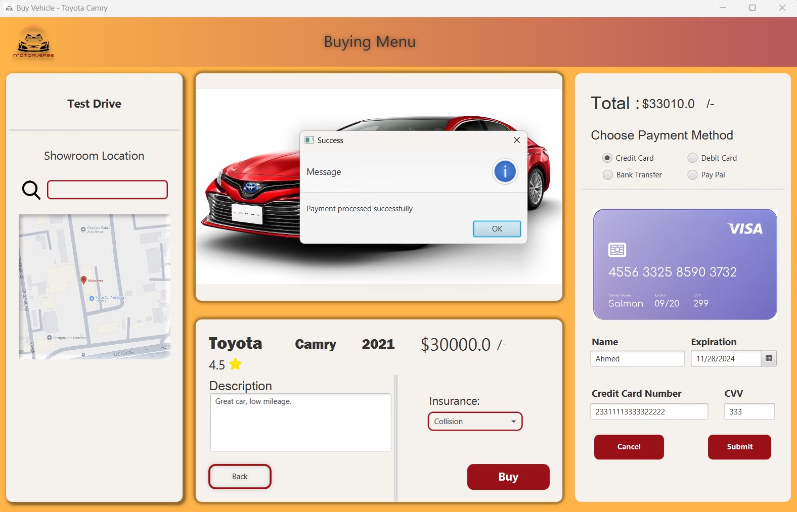 Buy Vehicle - Toyota Camry
MOTORVERSE
Buying Menu
Test Drive
Showroom Location
Success
Message
Payment processed successfully
OK
Toyota Camry 2021 $30000.0 /-
4.5
Description
Great car, low mileage.
Insurance:
Collision
Back
Buy
Total : $33010.0 /-
Choose Payment Method
Credit Card Debit Card
Bank Transfer Pay Pal
VISA
4556 3325 8590 3732
Salman 09/20 299
Name Expiration
Ahmed 11/28/2024
Credit Card Number CVV
23311113333322222 333
Cancel Submit